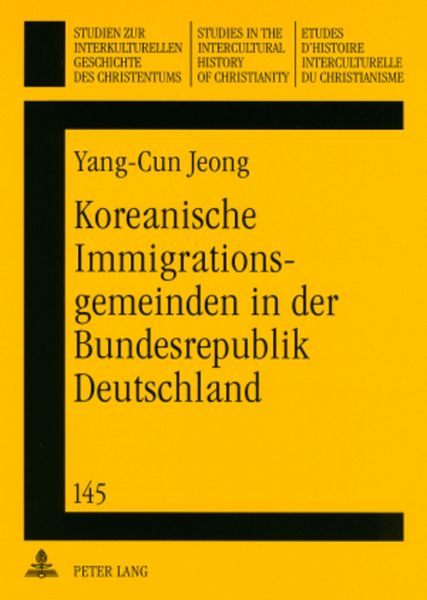 STUDIEN ZUR
INTERKULTURELLEN
GESCHICHTE
DES CHRISTENTUMS
STUDIES IN THE
INTERCULTURAL
HISTORY
OF CHRISTIANITY
ETUDES
D'HISTOIRE
INTERCULTURELLE
DU CHRISTIANISME
Yang-Cun Jeong
Koreanische
Immigrations-
gemeinden in der
Bundesrepublik
Deutschland
145
PETER LANG